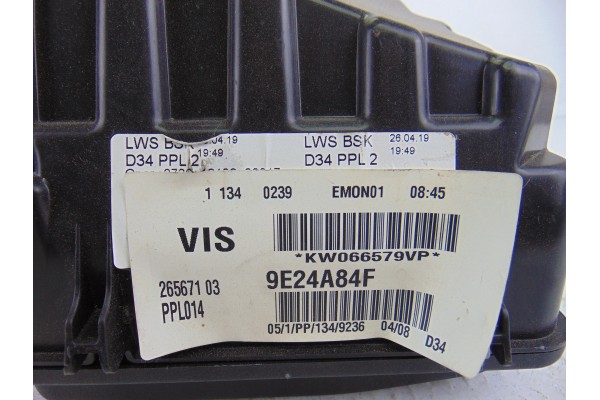 LWS BSK 26.04.19
D34 PPL 2 19:49
LWS BSK 26.04.19
D34 PPL 2 19:49
1 134 0239 EMON01 08:45
VIS
*KW066579VP*
265671 03 9E24A84F
PPL014
05/1/PP/134/9236 04/08 D34